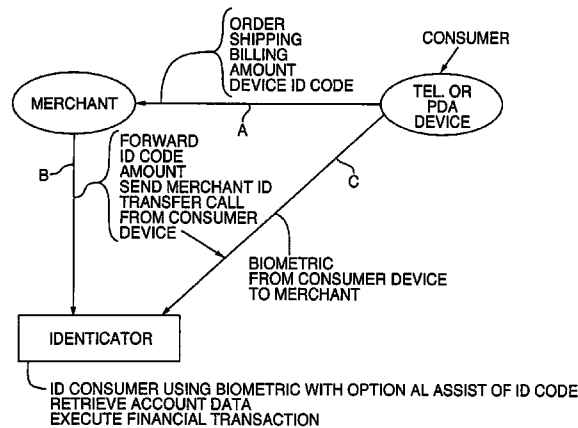 ORDER
SHIPPING
BILLING
AMOUNT
DEVICE ID CODE
CONSUMER
MERCHANT
TEL. OR
PDA
DEVICE
A
B
FORWARD
ID CODE
AMOUNT
SEND MERCHANT ID
TRANSFER CALL
FROM CONSUMER
DEVICE
C
BIOMETRIC
FROM CONSUMER DEVICE
TO MERCHANT
IDENTICATOR
ID CONSUMER USING BIOMETRIC WITH OPTION AL ASSIST OF ID CODE
RETRIEVE ACCOUNT DATA
EXECUTE FINANCIAL TRANSACTION